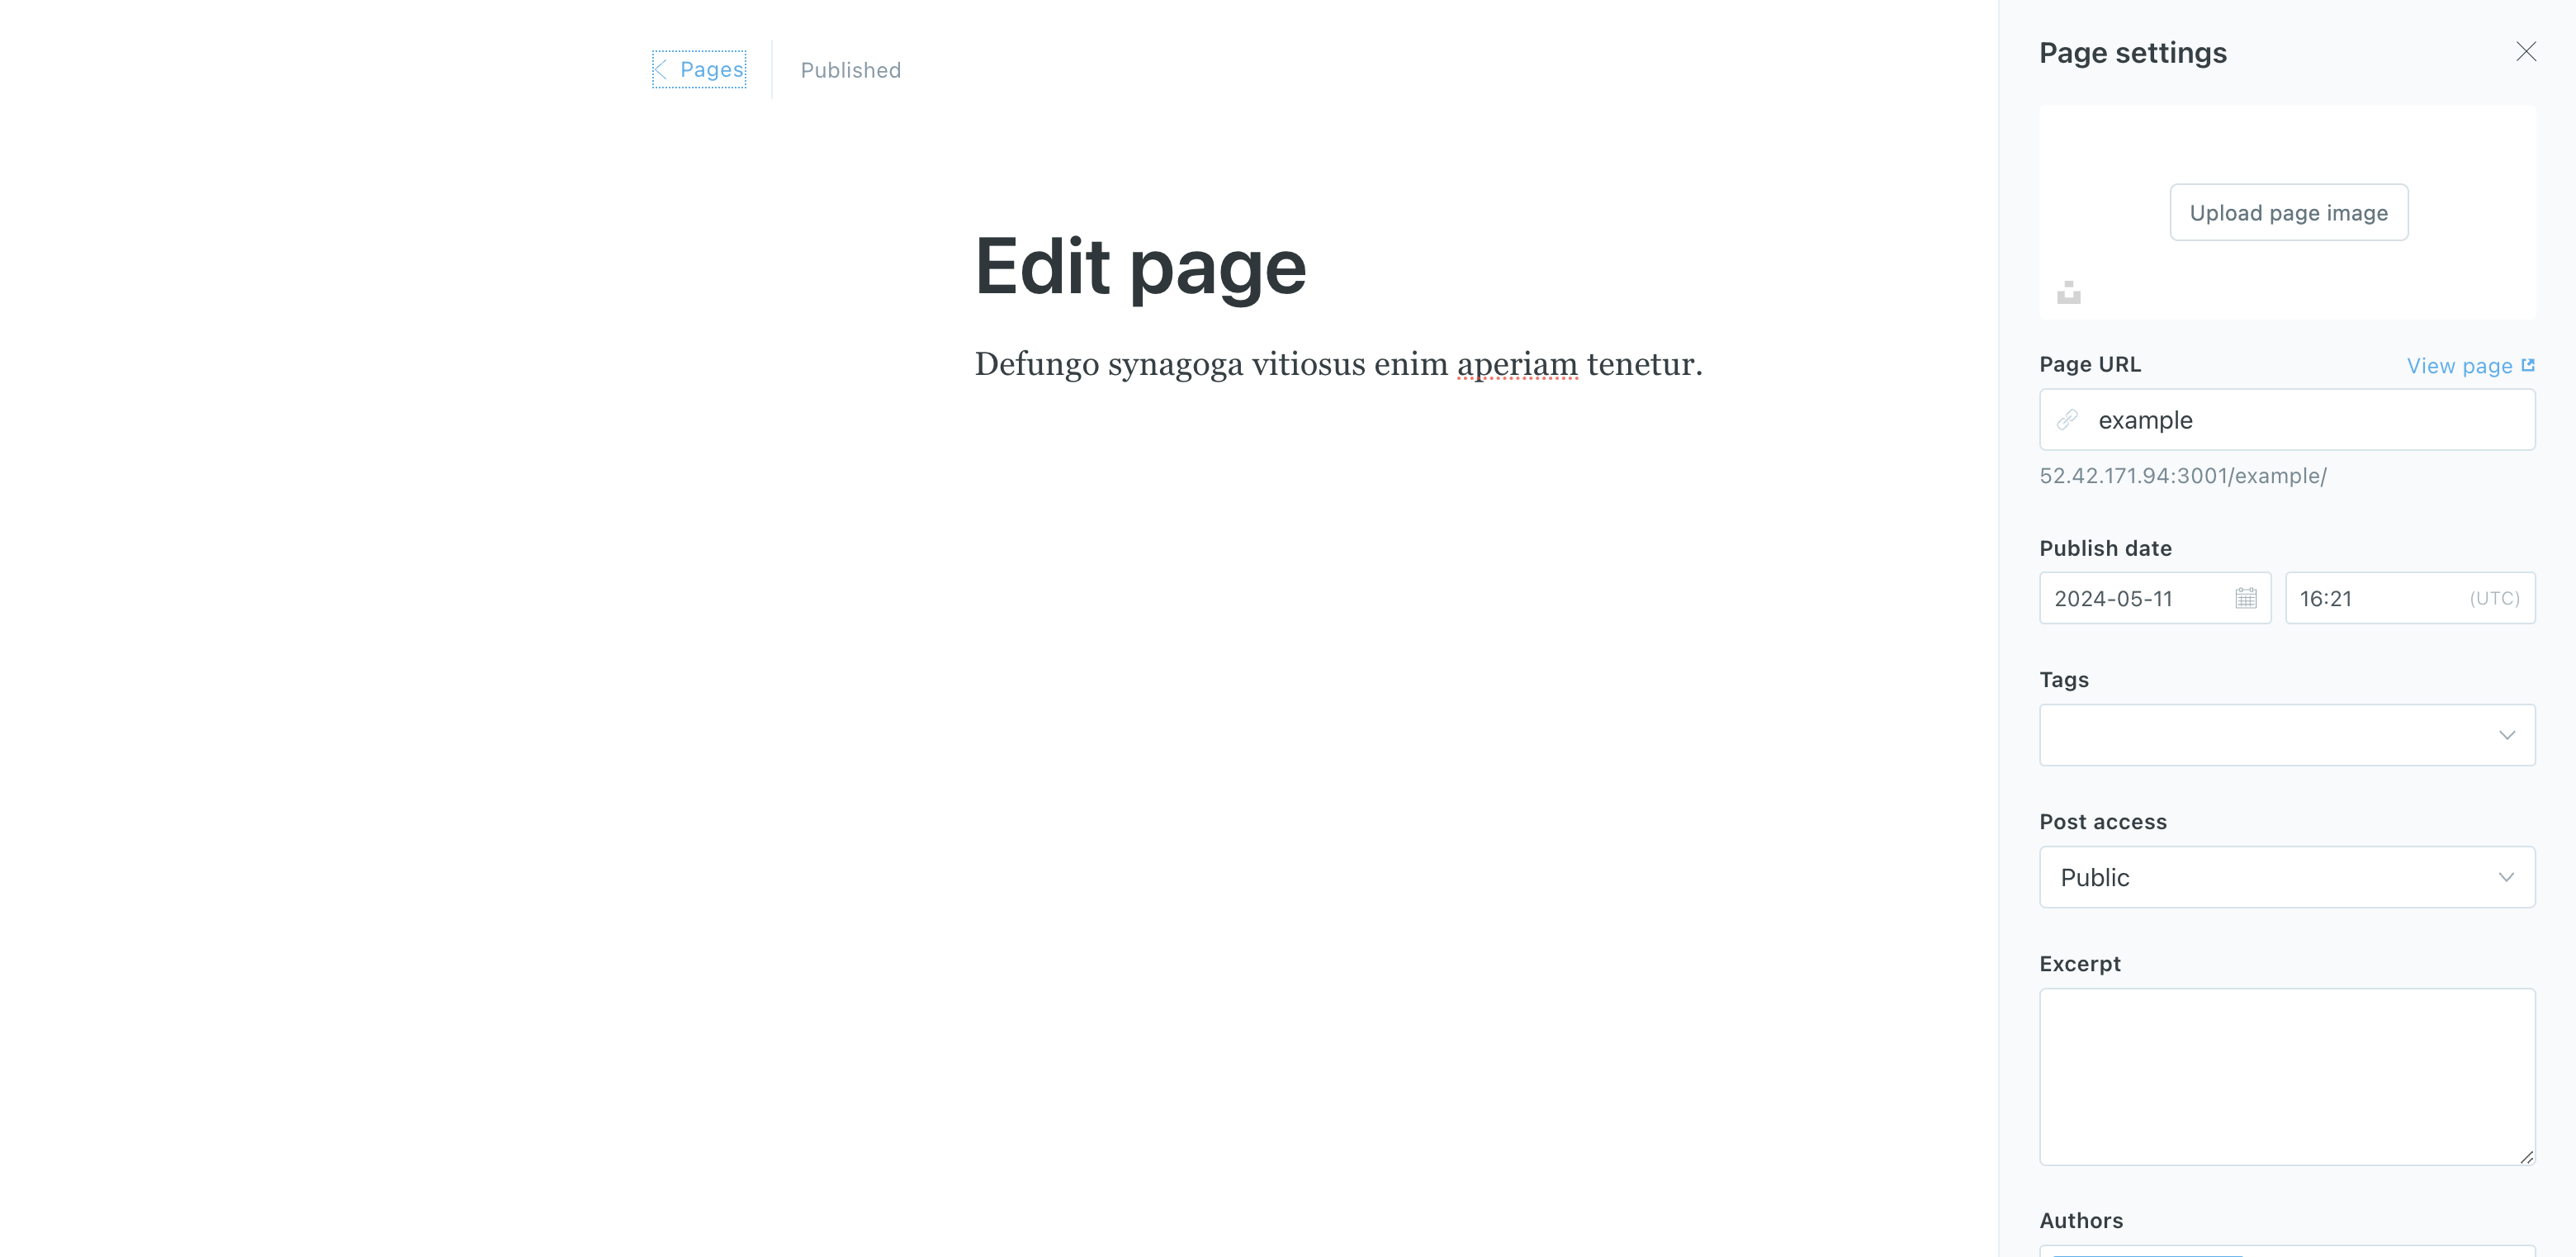 Pages
Published
Edit page
Defungo synagoga vitiosus enim aperiam tenetur.
Page settings
Upload page image
Page URL
View page
example
52.42.171.94:3001/example/
Publish date
2024-05-11
16:21
(UTC)
Tags
Post access
Public
Excerpt
Authors